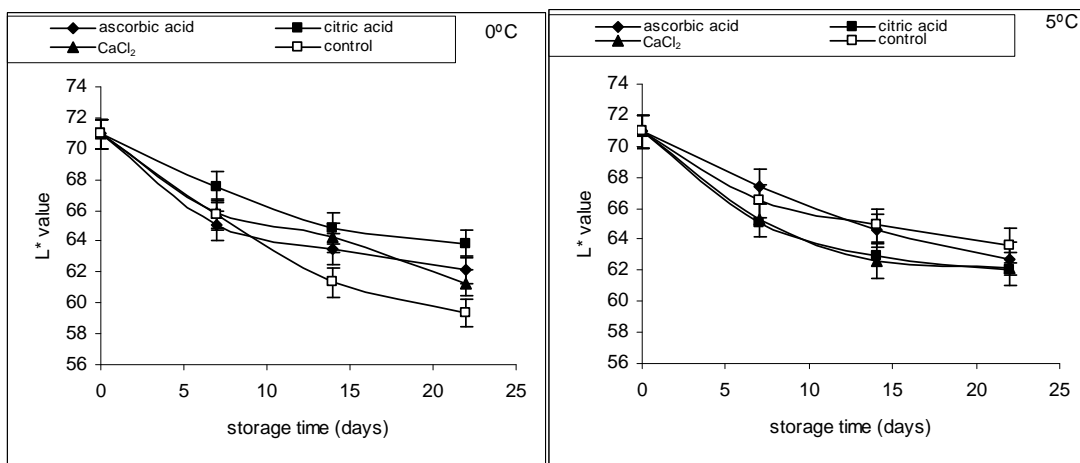 ascorbic acid citric acid
CaCl₂ control
0ºC
74
72
70
68
66
64
62
60
58
56
L* value
0 5 10 15 20 25
storage time (days)
ascorbic acid citric acid
CaCl₂ control
5ºC
74
72
70
68
66
64
62
60
58
56
L* value
0 5 10 15 20 25
storage time (days)